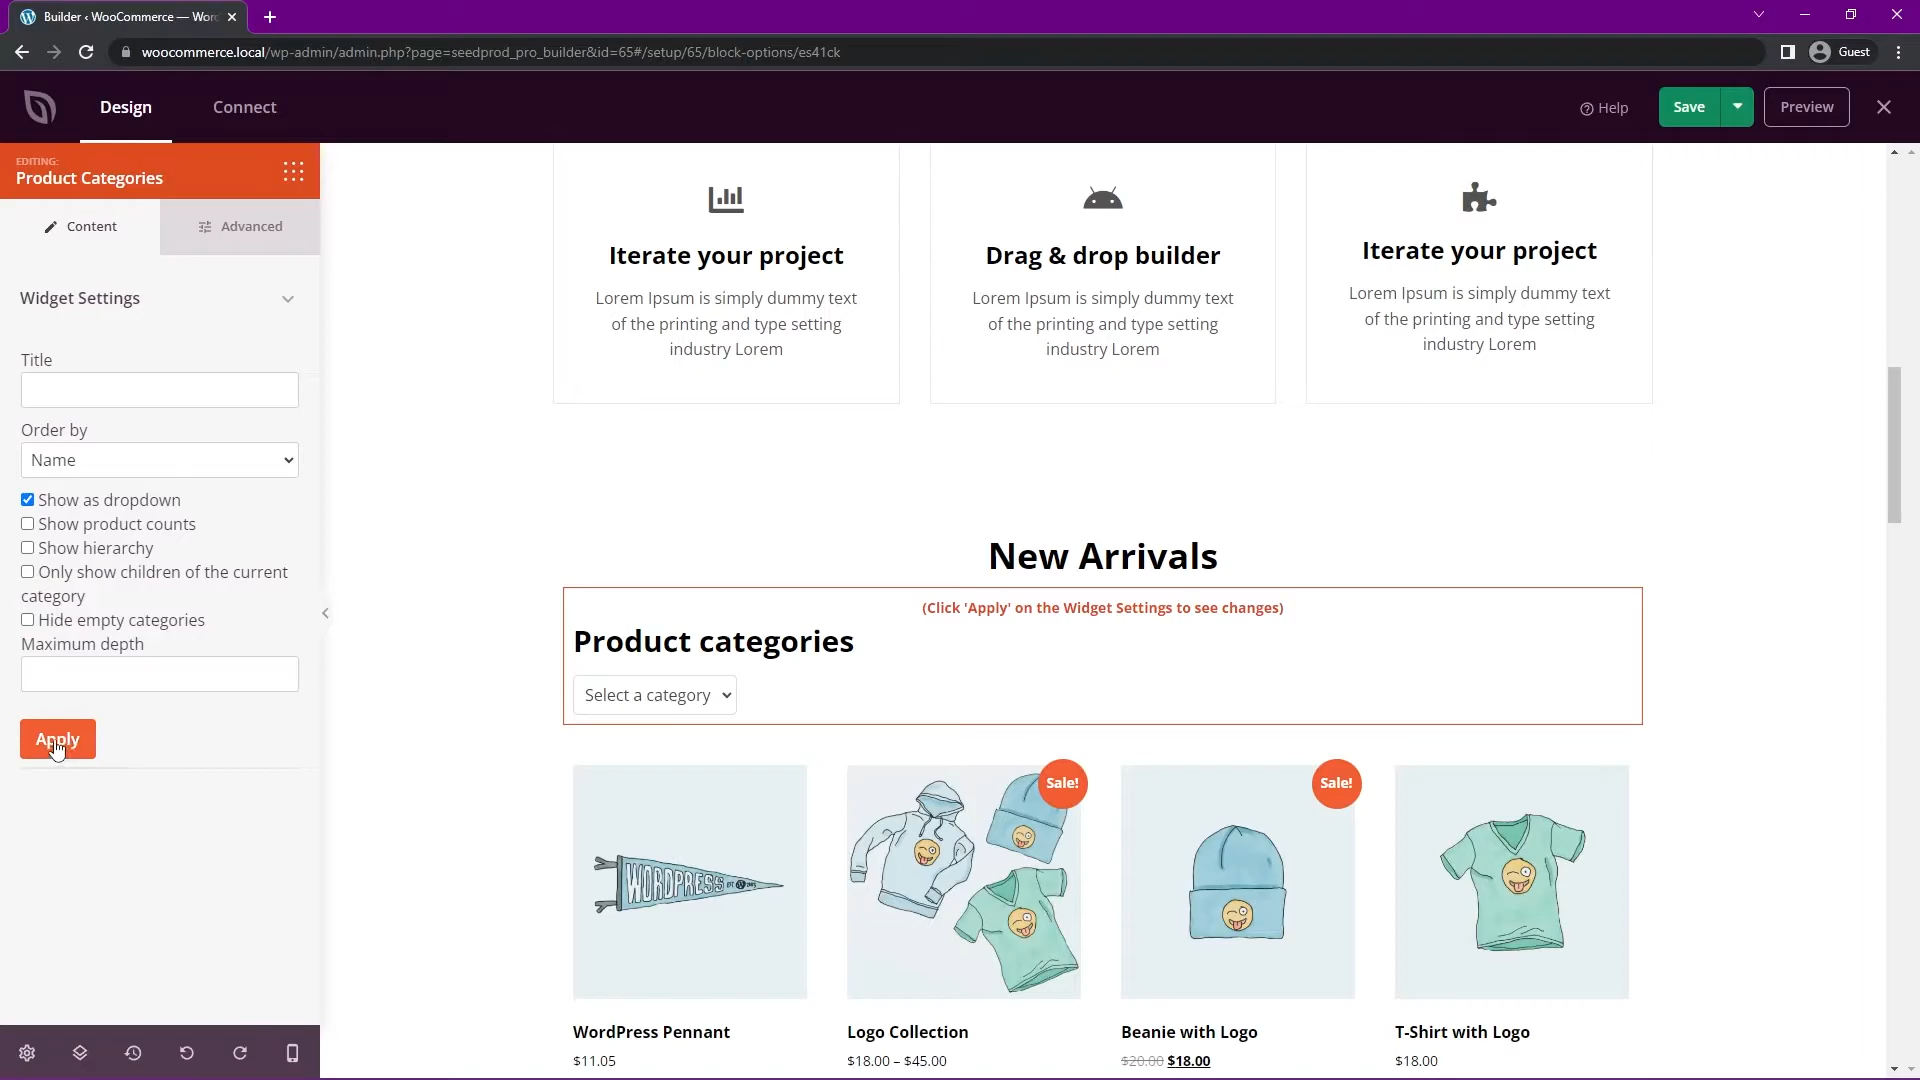 Builder ‹ WooCommerce — Wor
woocommerce.local/wp-admin/admin.php?page=seedprod_pro_builder&id=65#/setup/65/block-options/es41ck
Guest
Design
Connect
Help
Save
Preview
EDITING:
Product Categories
Content
Advanced
Widget Settings
Title
Order by
Name
Show as dropdown
Show product counts
Show hierarchy
Only show children of the current
category
Hide empty categories
Maximum depth
Apply
Iterate your project
Lorem Ipsum is simply dummy text
of the printing and type setting
industry Lorem
Drag & drop builder
Lorem Ipsum is simply dummy text
of the printing and type setting
industry Lorem
Iterate your project
Lorem Ipsum is simply dummy text
of the printing and type setting
industry Lorem
New Arrivals
(Click 'Apply' on the Widget Settings to see changes)
Product categories
Select a category
WORDPRESS
Sale!
Sale!
WordPress Pennant
$11.05
Logo Collection
$18.00 – $45.00
Beanie with Logo
$20.00 $18.00
T-Shirt with Logo
$18.00